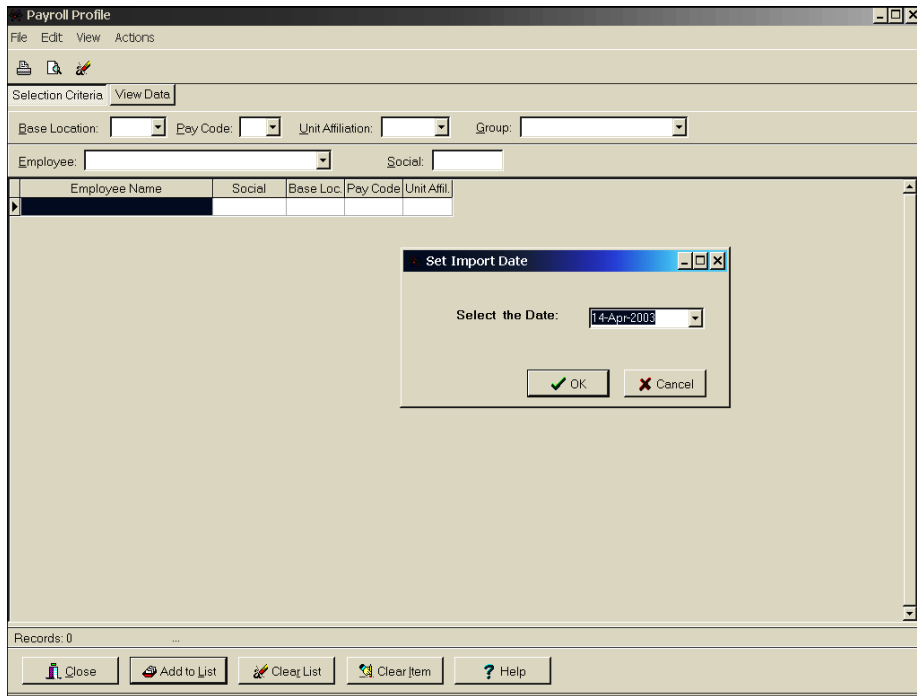 Payroll Profile
File Edit View Actions
Selection Criteria View Data
Base Location: Pay Code: Unit Affiliation: Group:
Employee: Social:
Employee Name Social Base Loc. Pay Code Unit Affil.
Set Import Date
Select the Date: 14-Apr-2003
OK Cancel
Records: 0 ...
Close Add to List Clear List Clear Item ? Help